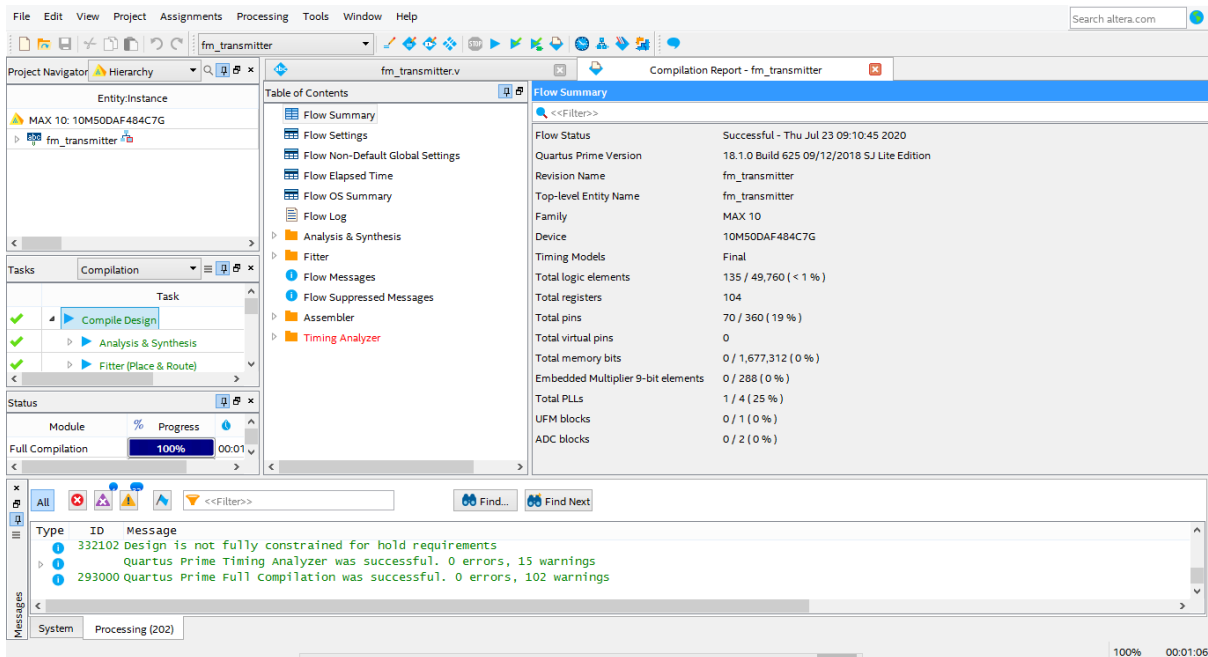 File Edit View Project Assignments Processing Tools Window Help
Search altera.com
fm_transmitter
Project Navigator Hierarchy
Entity:Instance
MAX 10: 10M50DAF484C7G
fm_transmitter
Tasks Compilation
Task
Compile Design
Analysis & Synthesis
Fitter (Place & Route)
Status
Module % Progress
Full Compilation 100% 00:01
fm_transmitter.v
Compilation Report - fm_transmitter
Table of Contents
Flow Summary
Flow Settings
Flow Non-Default Global Settings
Flow Elapsed Time
Flow OS Summary
Flow Log
Analysis & Synthesis
Fitter
Flow Messages
Flow Suppressed Messages
Assembler
Timing Analyzer
Flow Summary
<<Filter>>
Flow Status Successful - Thu Jul 23 09:10:45 2020
Quartus Prime Version 18.1.0 Build 625 09/12/2018 SJ Lite Edition
Revision Name fm_transmitter
Top-level Entity Name fm_transmitter
Family MAX 10
Device 10M50DAF484C7G
Timing Models Final
Total logic elements 135 / 49,760 ( < 1 % )
Total registers 104
Total pins 70 / 360 ( 19 % )
Total virtual pins 0
Total memory bits 0 / 1,677,312 ( 0 % )
Embedded Multiplier 9-bit elements 0 / 288 ( 0 % )
Total PLLs 1 / 4 ( 25 % )
UFM blocks 0 / 1 ( 0 % )
ADC blocks 0 / 2 ( 0 % )
All <<Filter>> Find... Find Next
Type ID Message
332102 Design is not fully constrained for hold requirements
Quartus Prime Timing Analyzer was successful. 0 errors, 15 warnings
293000 Quartus Prime Full Compilation was successful. 0 errors, 102 warnings
Messages
System Processing (202)
100% 00:01:06